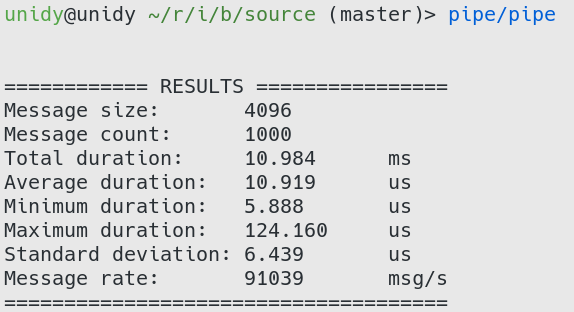 unidy@unidy ~/r/i/b/source (master)> pipe/pipe
============ RESULTS ================
Message size:       4096
Message count:      1000
Total duration:     10.984      ms
Average duration:   10.919      us
Minimum duration:   5.888       us
Maximum duration:   124.160     us
Standard deviation: 6.439       us
Message rate:       91039       msg/s
=====================================